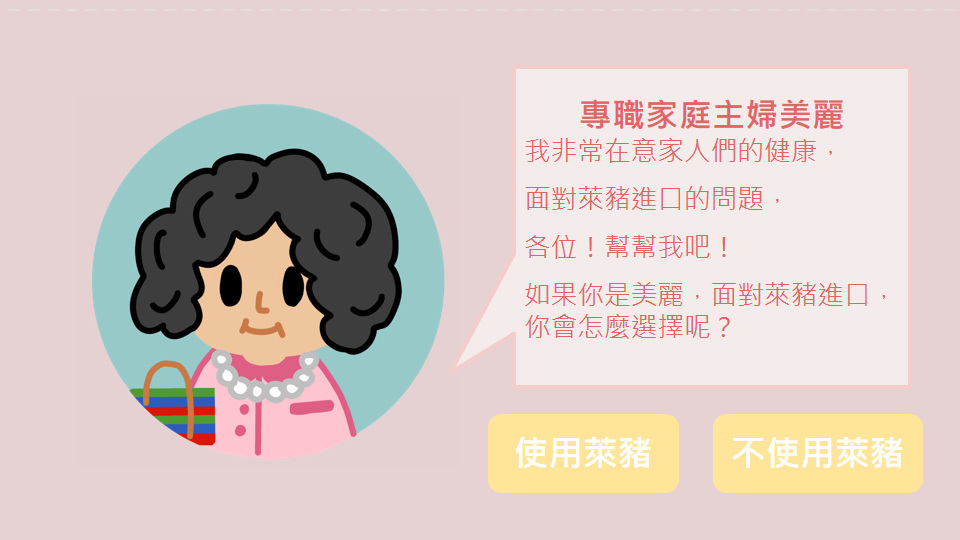 專職家庭主婦美麗
我非常在意家人們的健康，
面對萊豬進口的問題，
各位！幫幫我吧！
如果你是美麗，面對萊豬進口，
你會怎麼選擇呢？
使用萊豬
不使用萊豬